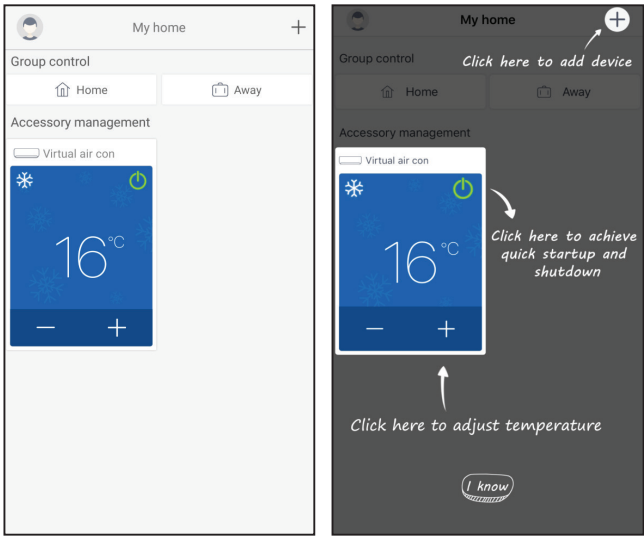 My home
+
Group control
Home
Away
Accessory management
Virtual air con
16°C
− +
My home
+
Click here to add device
Group control
Home
Away
Accessory management
Virtual air con
16°C
− +
Click here to achieve
quick startup and
shutdown
Click here to adjust temperature
I know